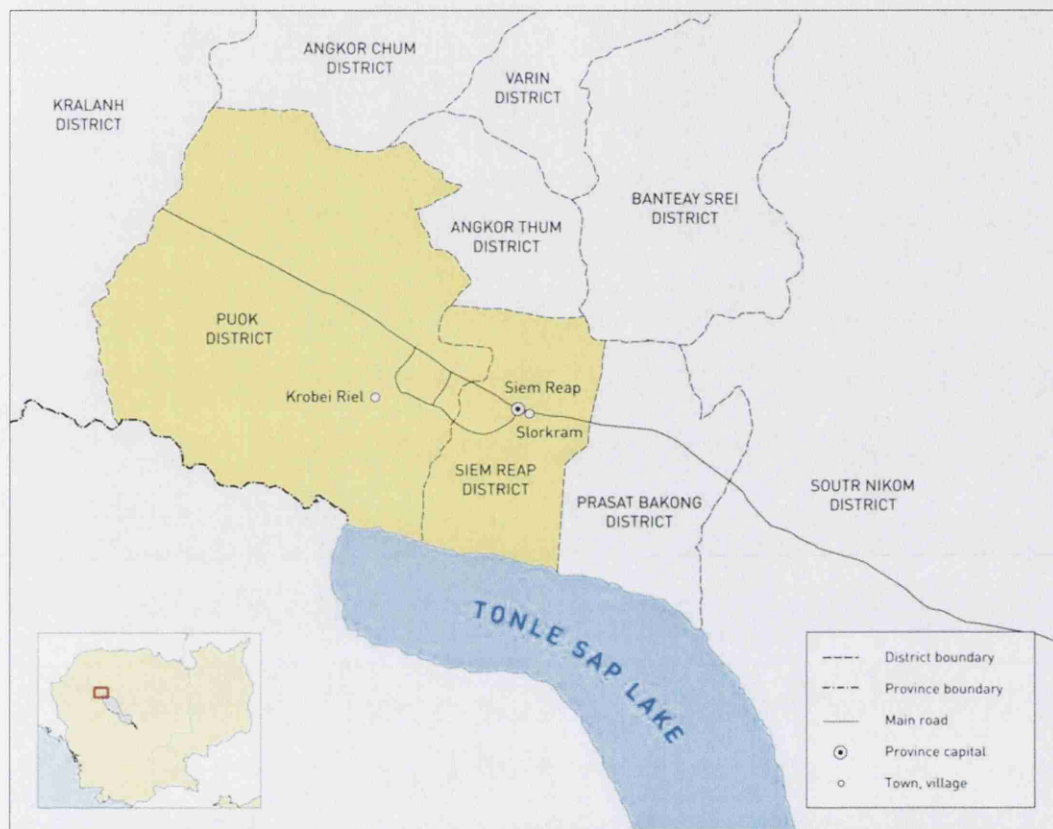 ANGKOR CHUM
DISTRICT
VARIN
DISTRICT
KRALANH
DISTRICT
BANTEAY SREI
DISTRICT
ANGKOR THUM
DISTRICT
PUOK
DISTRICT
Siem Reap
Krobei Riel
Slorkram
SIEM REAP
DISTRICT
SOUTR NIKOM
DISTRICT
PRASAT BAKONG
DISTRICT
TONLE SAP LAKE
District boundary
Province boundary
Main road
Province capital
Town, village